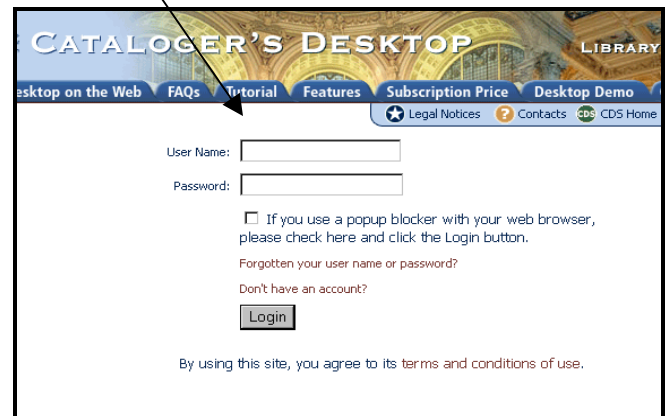 CATALOGER'S DESKTOP
LIBRARY
esktop on the Web FAQs Tutorial Features Subscription Price Desktop Demo
Legal Notices Contacts CDS CDS Home
User Name:
Password:
If you use a popup blocker with your web browser,
please check here and click the Login button.
Forgotten your user name or password?
Don't have an account?
Login
By using this site, you agree to its terms and conditions of use.